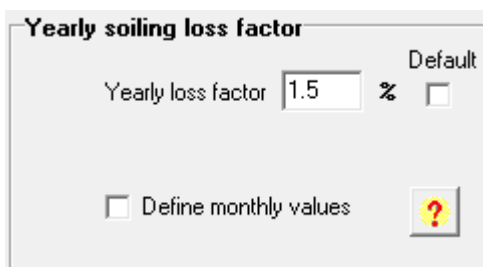 Yearly soiling loss factor
Default
Yearly loss factor 1.5 %
Define monthly values ?